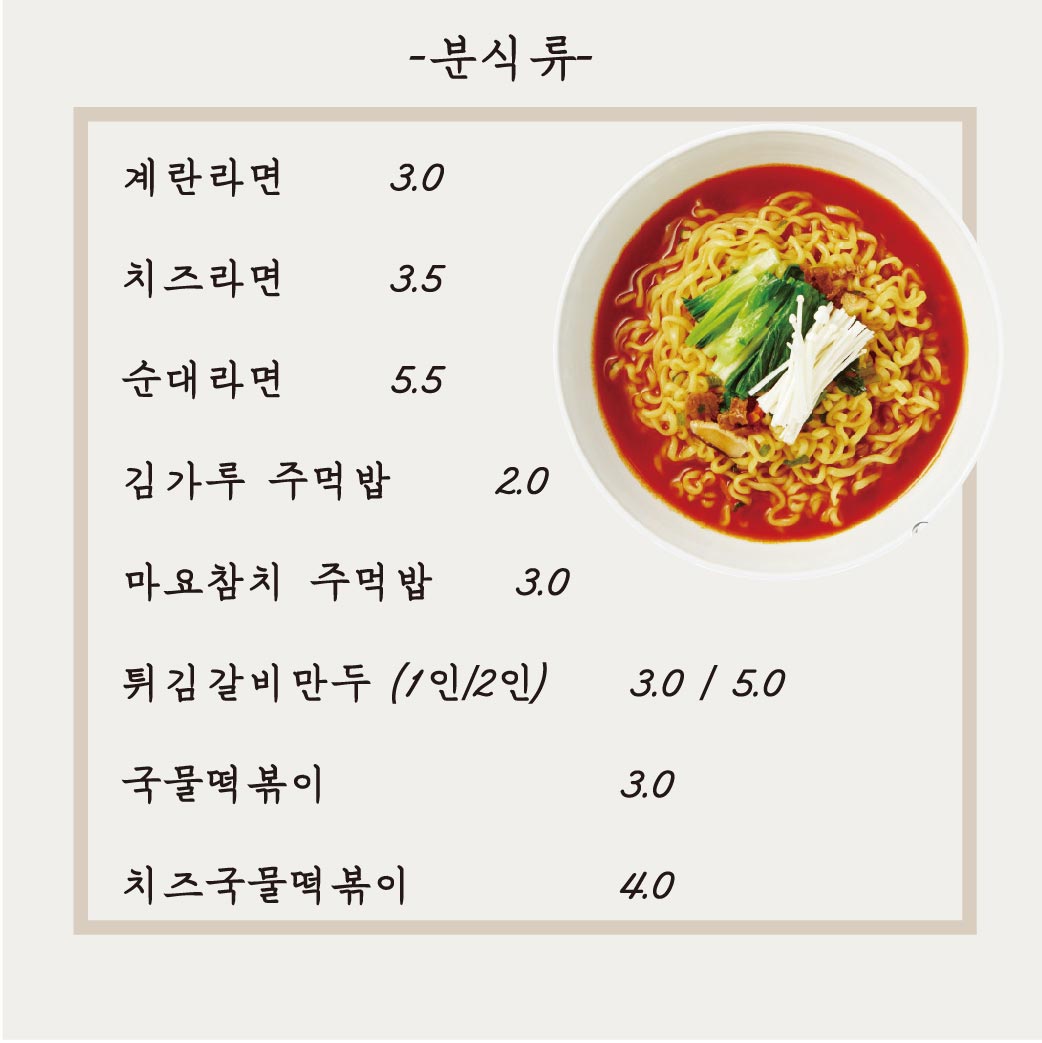 -분식류-
계란라면 3.0
치즈라면 3.5
순대라면 5.5
김가루 주먹밥 2.0
마요참치 주먹밥 3.0
튀김갈비만두 (1인/2인) 3.0 / 5.0
국물떡볶이 3.0
치즈국물떡볶이 4.0